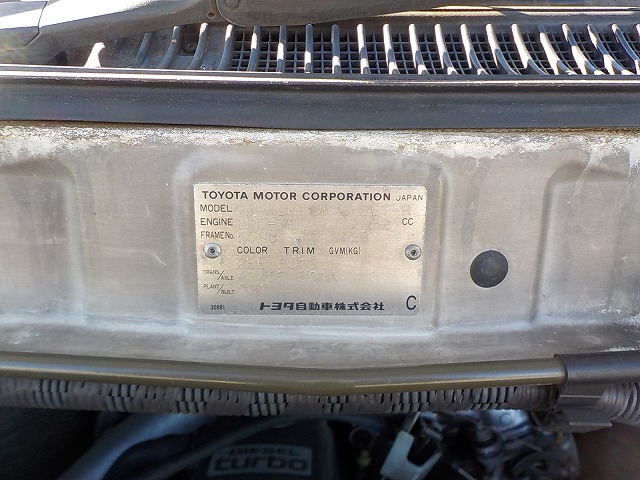 TOYOTA MOTOR CORPORATION JAPAN
MODEL
ENGINE CC
FRAME No.
COLOR TRIM GVM(KG)
TRANS./AXLE
PLANT/BUILT
30881 トヨタ自動車株式会社 C
DIESEL
turbo